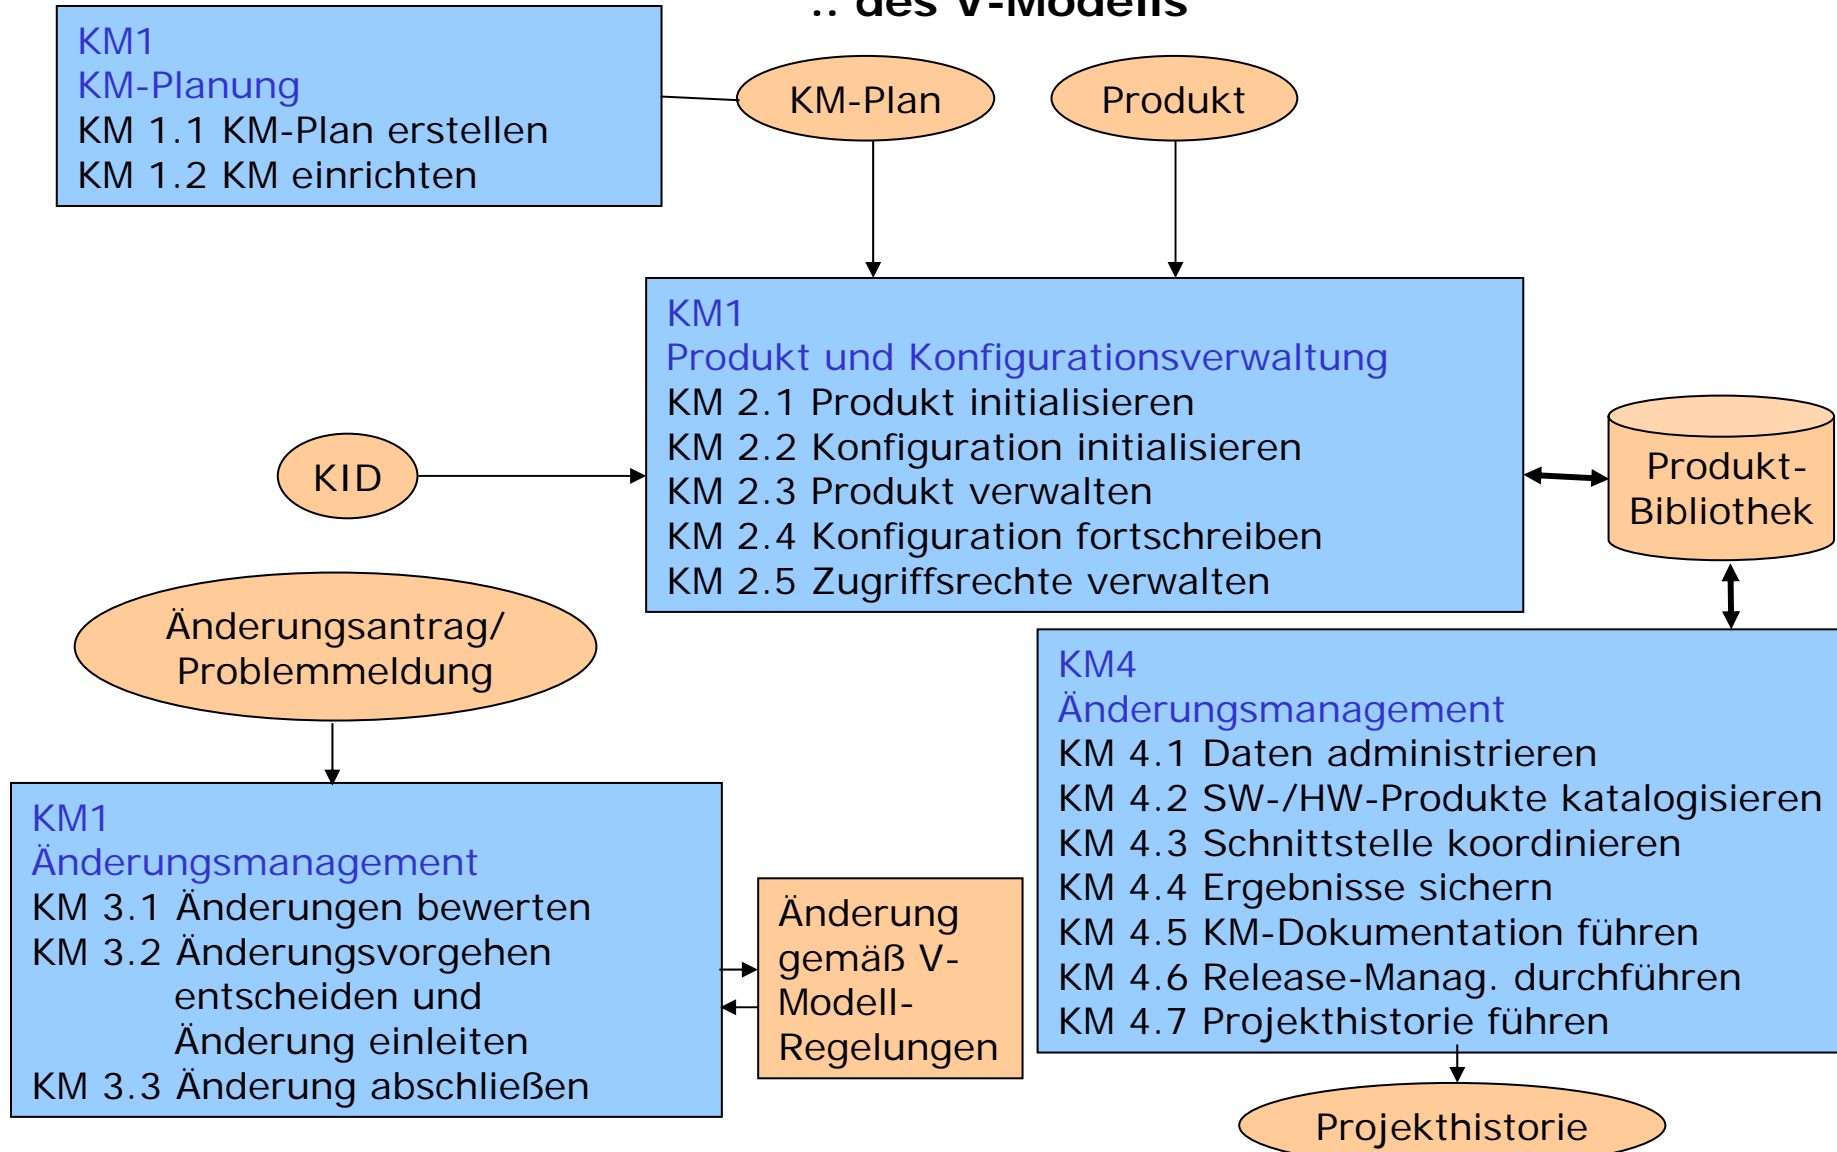 .. des V-Modells
KM1
KM-Planung
KM 1.1 KM-Plan erstellen
KM 1.2 KM einrichten
KM-Plan
Produkt
KM1
Produkt und Konfigurationsverwaltung
KM 2.1 Produkt initialisieren
KM 2.2 Konfiguration initialisieren
KM 2.3 Produkt verwalten
KM 2.4 Konfiguration fortschreiben
KM 2.5 Zugriffsrechte verwalten
KID
Produkt-
Bibliothek
Änderungsantrag/
Problemmeldung
KM1
Änderungsmanagement
KM 3.1 Änderungen bewerten
KM 3.2 Änderungsvorgehen
entscheiden und
Änderung einleiten
KM 3.3 Änderung abschließen
Änderung
gemäß V-
Modell-
Regelungen
KM4
Änderungsmanagement
KM 4.1 Daten administrieren
KM 4.2 SW-/HW-Produkte katalogisieren
KM 4.3 Schnittstelle koordinieren
KM 4.4 Ergebnisse sichern
KM 4.5 KM-Dokumentation führen
KM 4.6 Release-Manag. durchführen
KM 4.7 Projekthistorie führen
Projekthistorie